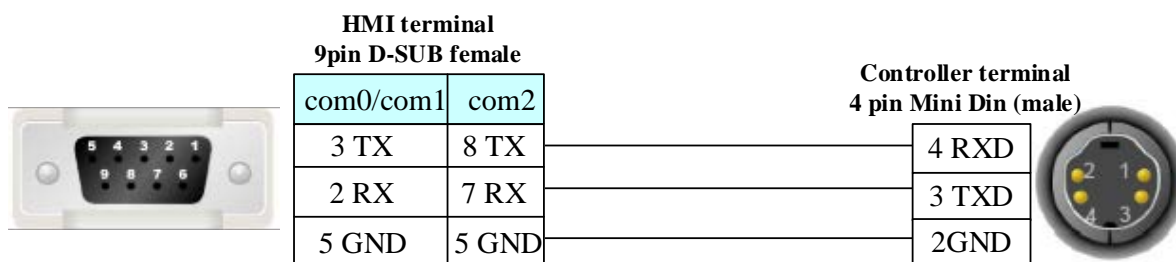 HMI terminal
9pin D-SUB female
com0/com1 com2
3 TX 8 TX
2 RX 7 RX
5 GND 5 GND
Controller terminal
4 pin Mini Din (male)
4 RXD
3 TXD
2GND
5 4 3 2 1
9 8 7 6
2 1
4 3